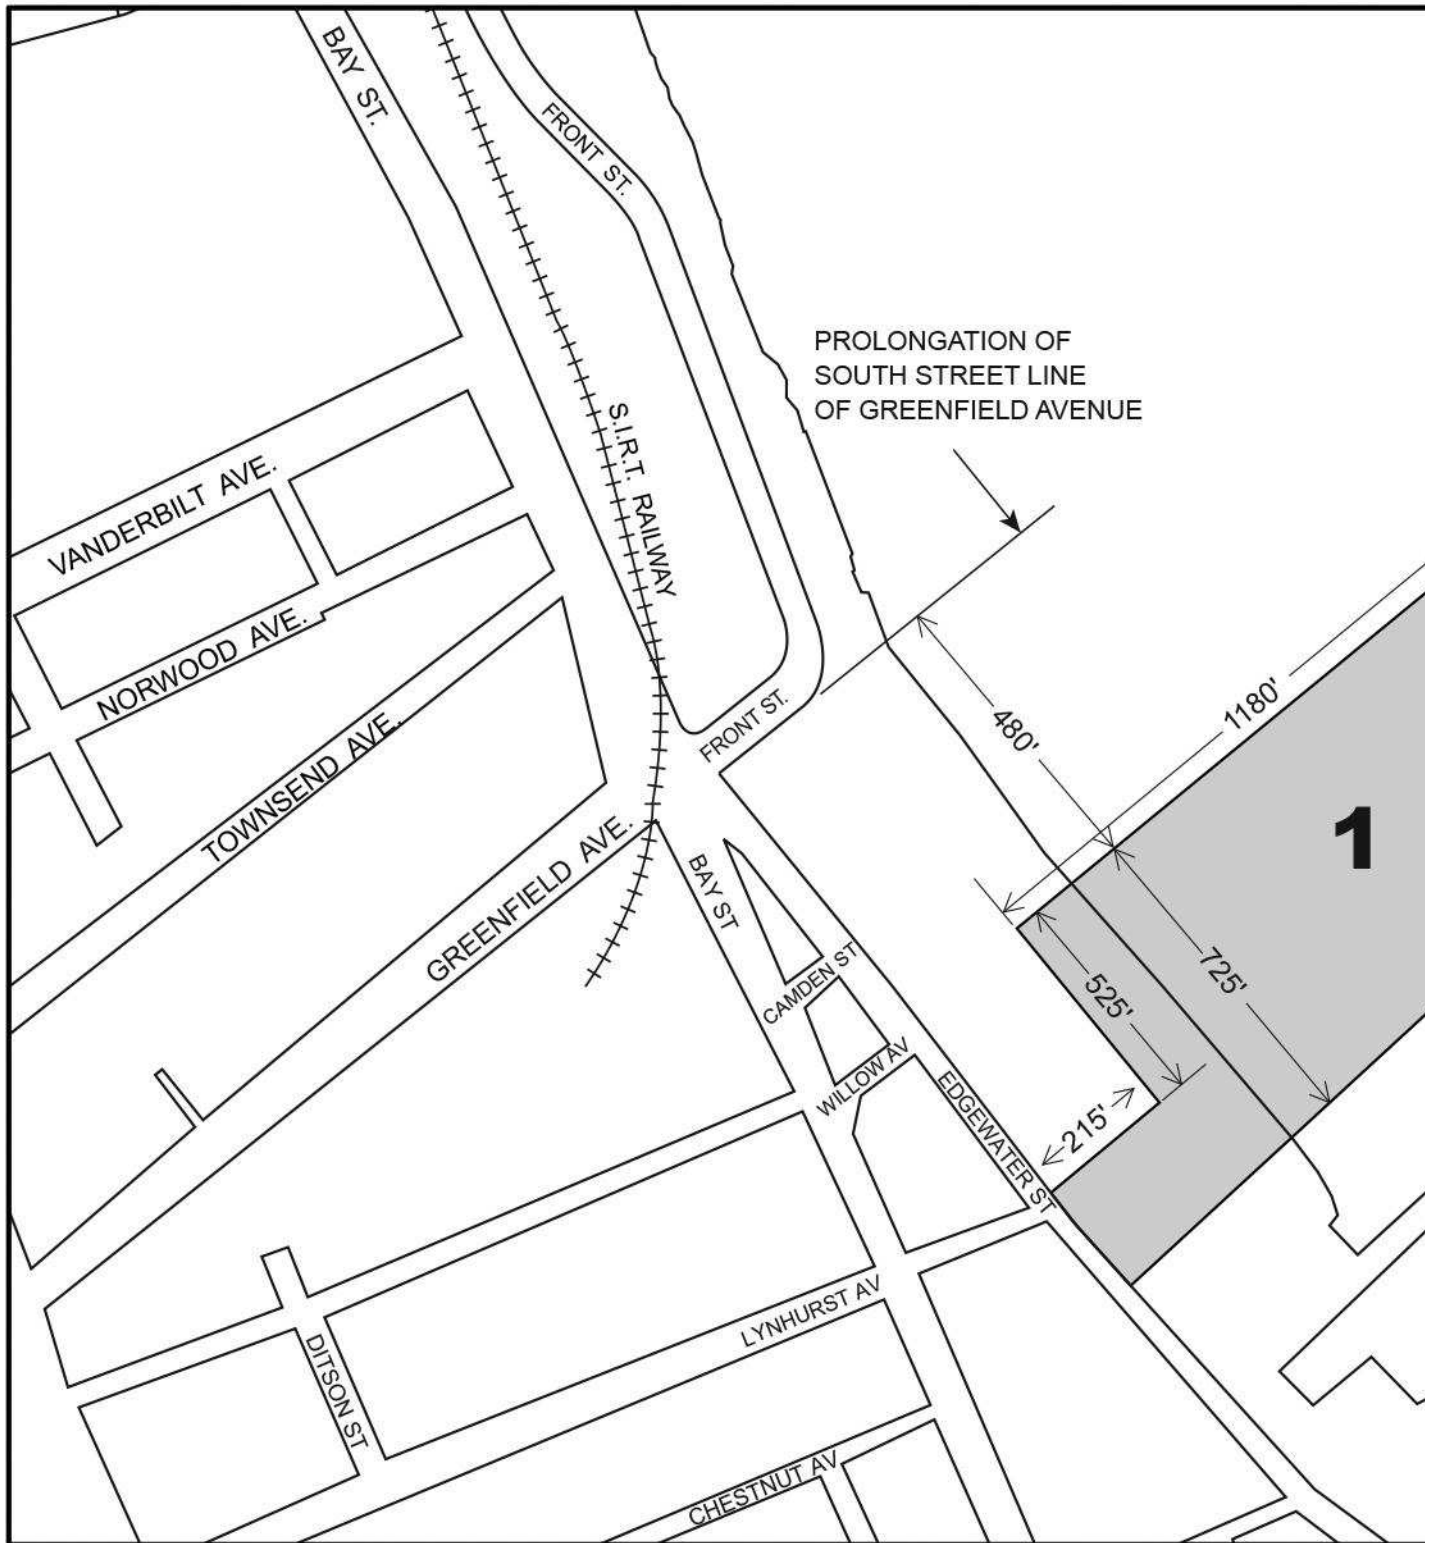 BAY ST.
FRONT ST.
PROLONGATION OF
SOUTH STREET LINE
OF GREENFIELD AVENUE
S.I.R.T. RAILWAY
VANDERBILT AVE.
NORWOOD AVE.
TOWNSEND AVE.
FRONT ST.
480'
1180'
1
GREENFIELD AVE.
BAY ST
CAMDEN ST
725'
525'
WILLOW AV
EDGEWATER ST
215'
LYNHURST AV
DITSON ST
CHESTNUT AV